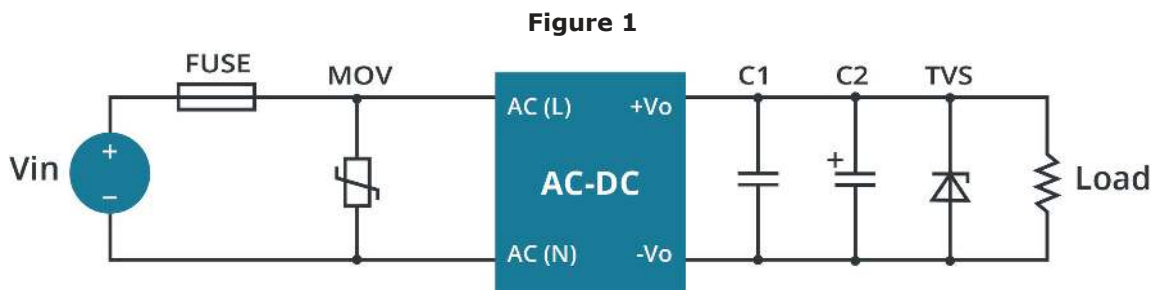 Figure 1
FUSE
MOV
C1
C2
TVS
AC (L)
+Vo
Vin
+
−
AC-DC
+
Load
AC (N)
-Vo